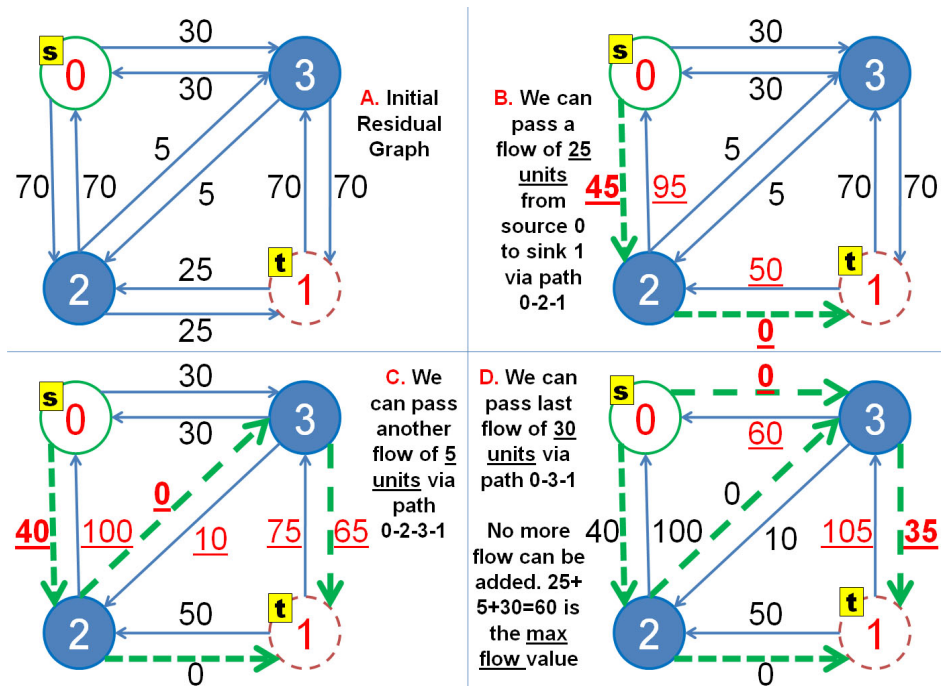 s
0
30
30
3
A. Initial
Residual
Graph
5
5
70
70
70
70
2
25
25
t
1
s
0
30
30
3
B. We can
pass a
flow of 25
units
from
source 0
to sink 1
via path
0-2-1
5
5
45
95
70
70
2
50
0
t
1
s
0
30
30
3
C. We
can pass
another
flow of 5
units via
path
0-2-3-1
0
40
100
10
75
65
2
50
0
t
1
D. We can
pass last
flow of 30
units via
path 0-3-1
No more
flow can be
added. 25+
5+30=60 is
the max
flow value
s
0
0
60
3
0
40
100
10
105
35
2
50
0
t
1